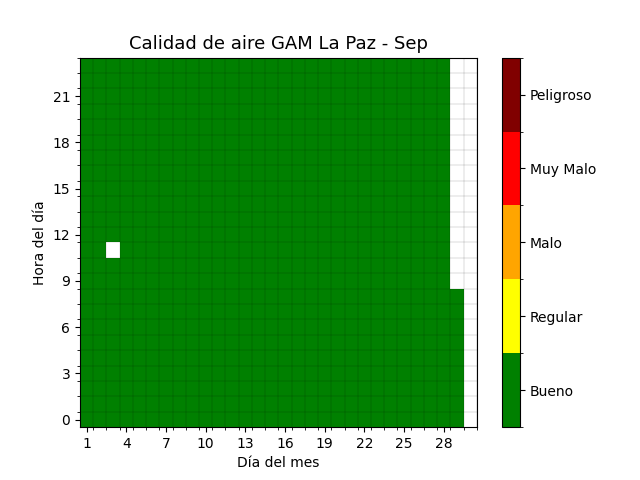 Calidad de aire GAM La Paz - Sep
Hora del día
21
18
15
12
9
6
3
0
1 4 7 10 13 16 19 22 25 28
Día del mes
Peligroso
Muy Malo
Malo
Regular
Bueno